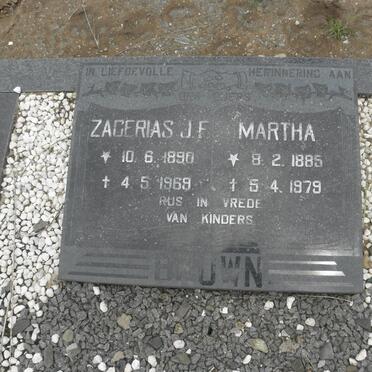 IN LIEFDEVOLLE HERINNERING AAN
ZACERIAS J.F. MARTHA
* 10.6.1890 * 8.2.1885
† 4.5.1969 † 5.4.1979
RUS IN VREDE
VAN KINDERS
BROWN